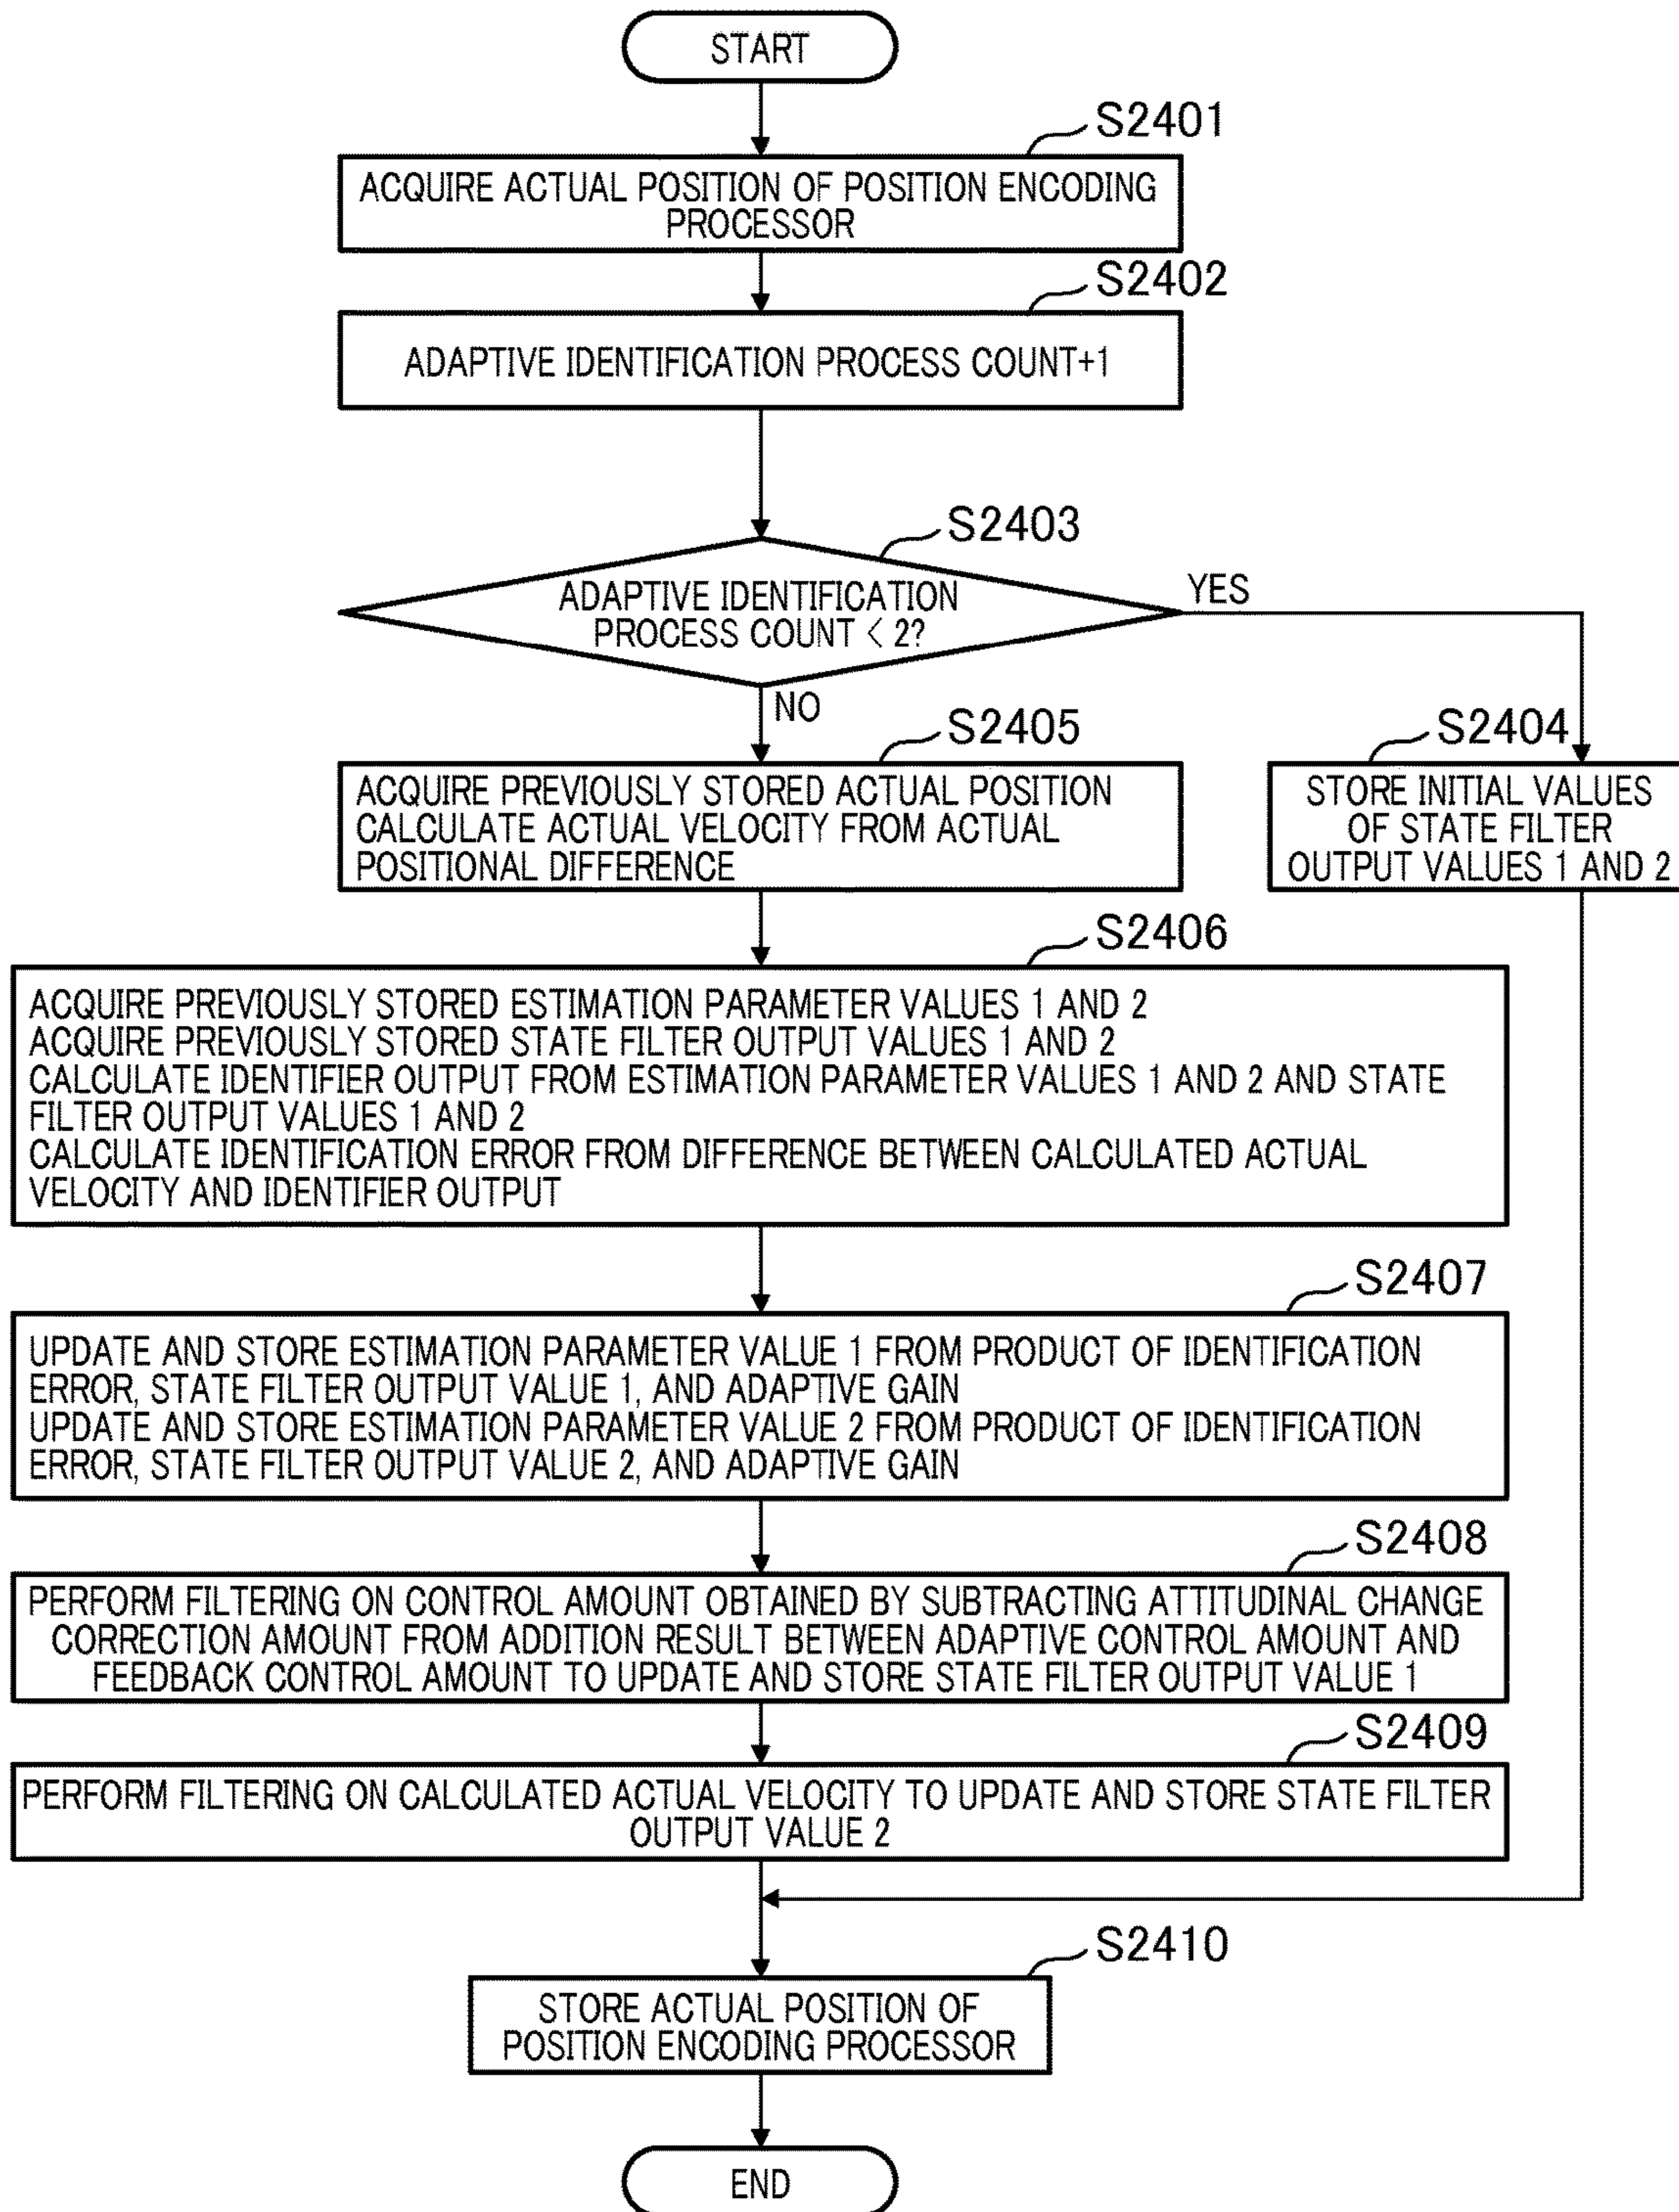 START
S2401
ACQUIRE ACTUAL POSITION OF POSITION ENCODING
PROCESSOR
S2402
ADAPTIVE IDENTIFICATION PROCESS COUNT+1
S2403
ADAPTIVE IDENTIFICATION
PROCESS COUNT < 2?
YES
NO
S2405
ACQUIRE PREVIOUSLY STORED ACTUAL POSITION
CALCULATE ACTUAL VELOCITY FROM ACTUAL
POSITIONAL DIFFERENCE
S2404
STORE INITIAL VALUES
OF STATE FILTER
OUTPUT VALUES 1 AND 2
S2406
ACQUIRE PREVIOUSLY STORED ESTIMATION PARAMETER VALUES 1 AND 2
ACQUIRE PREVIOUSLY STORED STATE FILTER OUTPUT VALUES 1 AND 2
CALCULATE IDENTIFIER OUTPUT FROM ESTIMATION PARAMETER VALUES 1 AND 2 AND STATE
FILTER OUTPUT VALUES 1 AND 2
CALCULATE IDENTIFICATION ERROR FROM DIFFERENCE BETWEEN CALCULATED ACTUAL
VELOCITY AND IDENTIFIER OUTPUT
S2407
UPDATE AND STORE ESTIMATION PARAMETER VALUE 1 FROM PRODUCT OF IDENTIFICATION
ERROR, STATE FILTER OUTPUT VALUE 1, AND ADAPTIVE GAIN
UPDATE AND STORE ESTIMATION PARAMETER VALUE 2 FROM PRODUCT OF IDENTIFICATION
ERROR, STATE FILTER OUTPUT VALUE 2, AND ADAPTIVE GAIN
S2408
PERFORM FILTERING ON CONTROL AMOUNT OBTAINED BY SUBTRACTING ATTITUDINAL CHANGE
CORRECTION AMOUNT FROM ADDITION RESULT BETWEEN ADAPTIVE CONTROL AMOUNT AND
FEEDBACK CONTROL AMOUNT TO UPDATE AND STORE STATE FILTER OUTPUT VALUE 1
S2409
PERFORM FILTERING ON CALCULATED ACTUAL VELOCITY TO UPDATE AND STORE STATE FILTER
OUTPUT VALUE 2
S2410
STORE ACTUAL POSITION OF
POSITION ENCODING PROCESSOR
END